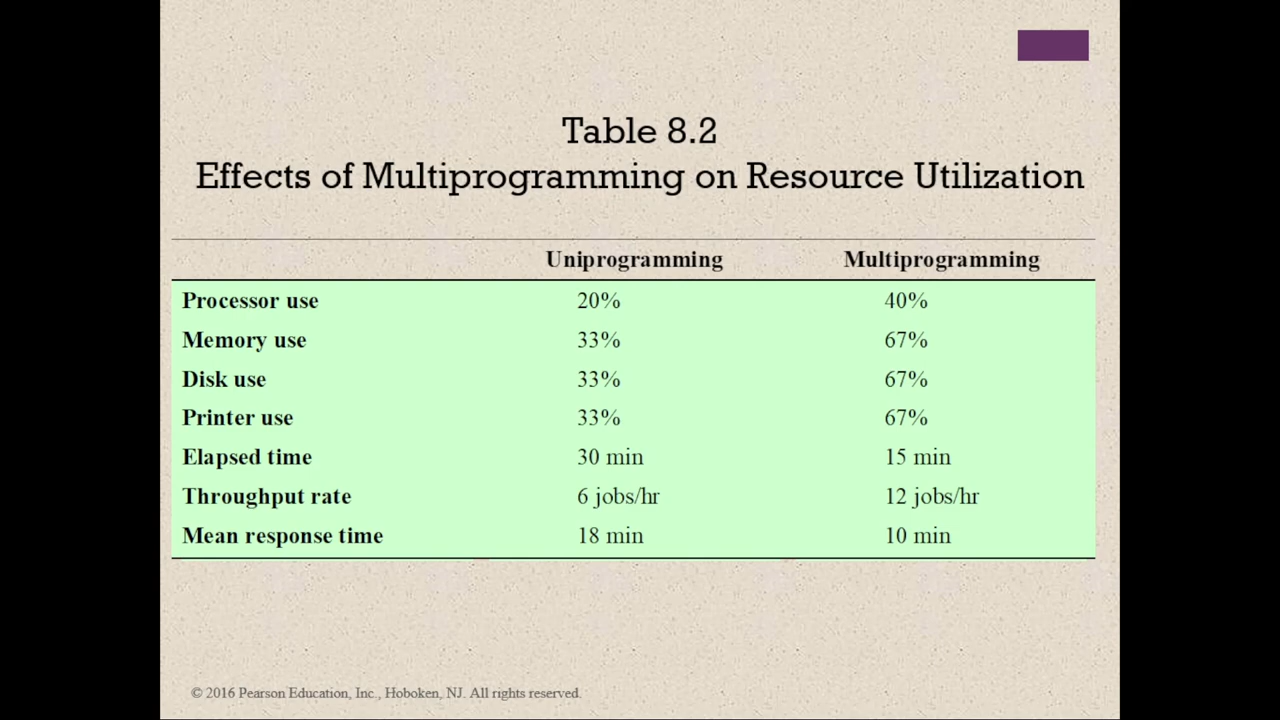 Table 8.2
Effects of Multiprogramming on Resource Utilization
Uniprogramming Multiprogramming
Processor use 20% 40%
Memory use 33% 67%
Disk use 33% 67%
Printer use 33% 67%
Elapsed time 30 min 15 min
Throughput rate 6 jobs/hr 12 jobs/hr
Mean response time 18 min 10 min
© 2016 Pearson Education, Inc., Hoboken, NJ. All rights reserved.